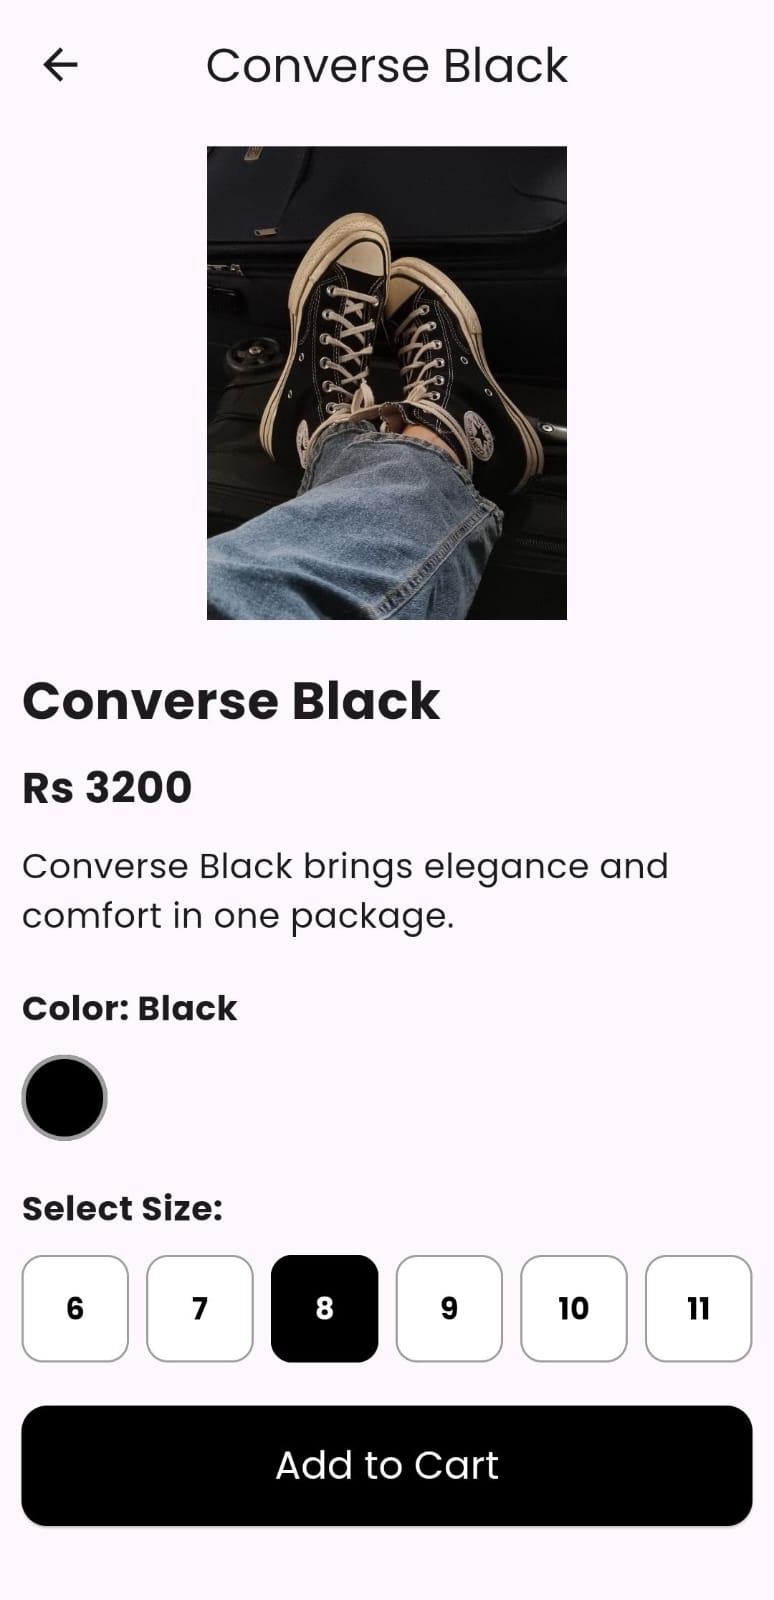 Converse Black
Converse Black
Rs 3200
Converse Black brings elegance and
comfort in one package.
Color: Black
Select Size:
6 7 8 9 10 11
Add to Cart